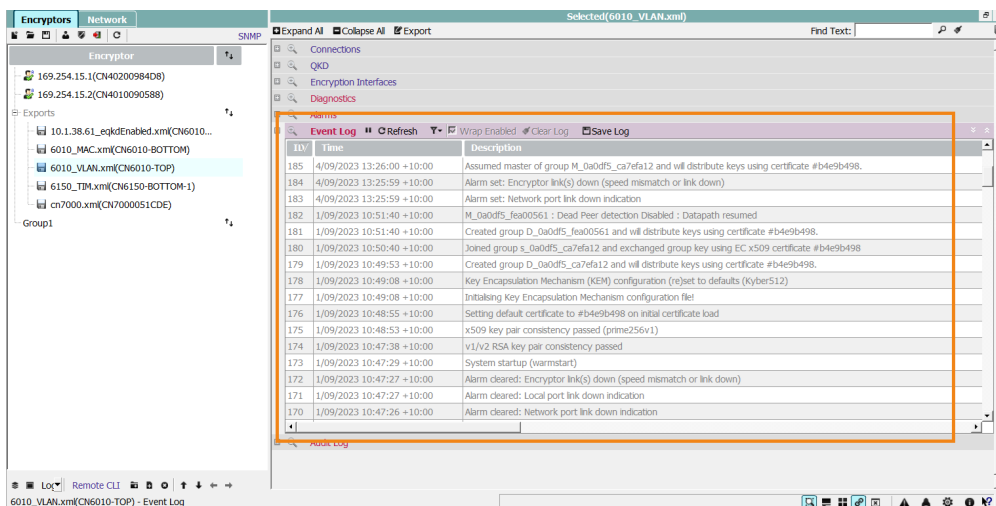 Encryptors Network
Selected(6010_VLAN.xml)
SNMP
Expand All Collapse All Export Find Text:
Encryptor
169.254.15.1(CN40200984D8)
169.254.15.2(CN4010090588)
Exports
10.1.38.61_eqkdEnabled.xml(CN6010...
6010_MAC.xml(CN6010-BOTTOM)
6010_VLAN.xml(CN6010-TOP)
6150_TIM.xml(CN6150-BOTTOM-1)
cn7000.xml(CN7000051CDE)
Group1
Connections
QKD
Encryption Interfaces
Diagnostics
Alarms
Event Log Refresh Wrap Enabled Clear Log Save Log
ID/ Time Description
185 4/09/2023 13:26:00 +10:00 Assumed master of group M_0a0df5_ca7efa12 and will distribute keys using certificate #b4e9b498.
184 4/09/2023 13:25:59 +10:00 Alarm set: Encryptor link(s) down (speed mismatch or link down)
183 4/09/2023 13:25:59 +10:00 Alarm set: Network port link down indication
182 1/09/2023 10:51:40 +10:00 M_0a0df5_fea00561 : Dead Peer detection Disabled : Datapath resumed
181 1/09/2023 10:51:40 +10:00 Created group D_0a0df5_fea00561 and will distribute keys using certificate #b4e9b498.
180 1/09/2023 10:50:40 +10:00 Joined group s_0a0df5_ca7efa12 and exchanged group key using EC x509 certificate #b4e9b498
179 1/09/2023 10:49:53 +10:00 Created group D_0a0df5_ca7efa12 and will distribute keys using certificate #b4e9b498.
178 1/09/2023 10:49:08 +10:00 Key Encapsulation Mechanism (KEM) configuration (re)set to defaults (Kyber512)
177 1/09/2023 10:49:08 +10:00 Initialising Key Encapsulation Mechanism configuration file!
176 1/09/2023 10:48:55 +10:00 Setting default certificate to #b4e9b498 on initial certificate load
175 1/09/2023 10:48:53 +10:00 x509 key pair consistency passed (prime256v1)
174 1/09/2023 10:47:38 +10:00 v1/v2 RSA key pair consistency passed
173 1/09/2023 10:47:29 +10:00 System startup (warmstart)
172 1/09/2023 10:47:27 +10:00 Alarm cleared: Encryptor link(s) down (speed mismatch or link down)
171 1/09/2023 10:47:27 +10:00 Alarm cleared: Local port link down indication
170 1/09/2023 10:47:26 +10:00 Alarm cleared: Network port link down indication
Audit Log
Remote CLI
6010_VLAN.xml(CN6010-TOP) - Event Log